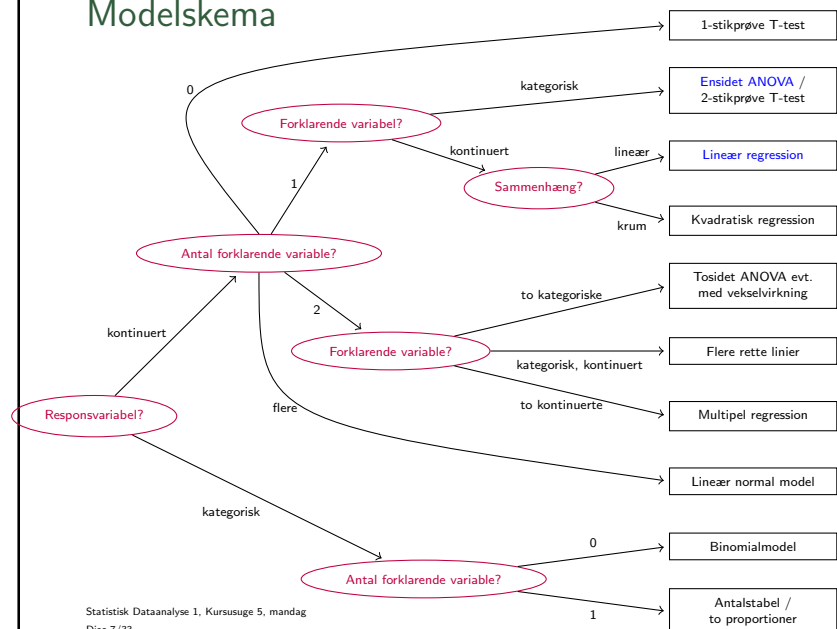 Modelskema
1-stikprøve T-test
0
kategorisk
Ensidet ANOVA /
2-stikprøve T-test
Forklarende variabel?
kontinuert
lineær
Lineær regression
1
Sammenhæng?
krum
Kvadratisk regression
Antal forklarende variable?
to kategoriske
Tosidet ANOVA evt.
med vekselvirkning
2
kontinuert
Forklarende variable?
kategorisk, kontinuert
Flere rette linier
to kontinuerte
Multipel regression
flere
Responsvariabel?
Lineær normal model
kategorisk
0
Binomialmodel
Antal forklarende variable?
1
Antalstabel /
to proportioner
Statistisk Dataanalyse 1, Kursusuge 5, mandag
Dias 7/33